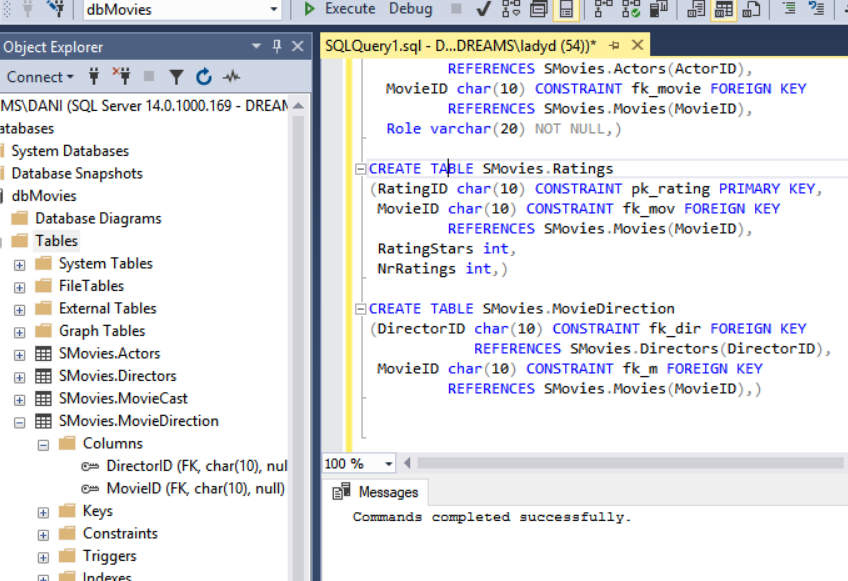 dbMovies
Execute Debug
Object Explorer
SQLQuery1.sql - D...DREAMS\ladyd (54))*
Connect
MS\DANI (SQL Server 14.0.1000.169 - DREAM
atabases
System Databases
Database Snapshots
dbMovies
Database Diagrams
Tables
System Tables
FileTables
External Tables
Graph Tables
SMovies.Actors
SMovies.Directors
SMovies.MovieCast
SMovies.MovieDirection
Columns
DirectorID (FK, char(10), nul
MovieID (FK, char(10), null)
Keys
Constraints
Triggers
Indexes
REFERENCES SMovies.Actors(ActorID),
MovieID char(10) CONSTRAINT fk_movie FOREIGN KEY
REFERENCES SMovies.Movies(MovieID),
Role varchar(20) NOT NULL,)
CREATE TABLE SMovies.Ratings
(RatingID char(10) CONSTRAINT pk_rating PRIMARY KEY,
MovieID char(10) CONSTRAINT fk_mov FOREIGN KEY
REFERENCES SMovies.Movies(MovieID),
RatingStars int,
NrRatings int,)
CREATE TABLE SMovies.MovieDirection
(DirectorID char(10) CONSTRAINT fk_dir FOREIGN KEY
REFERENCES SMovies.Directors(DirectorID),
MovieID char(10) CONSTRAINT fk_m FOREIGN KEY
REFERENCES SMovies.Movies(MovieID),)
100 %
Messages
Commands completed successfully.